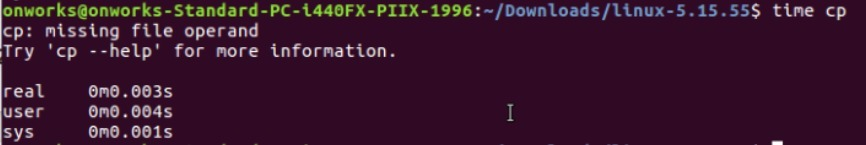 onworks@onworks-Standard-PC-i440FX-PIIX-1996:~/Downloads/linux-5.15.55$ time cp
cp: missing file operand
Try 'cp --help' for more information.
real 0m0.003s
user 0m0.004s
sys 0m0.001s